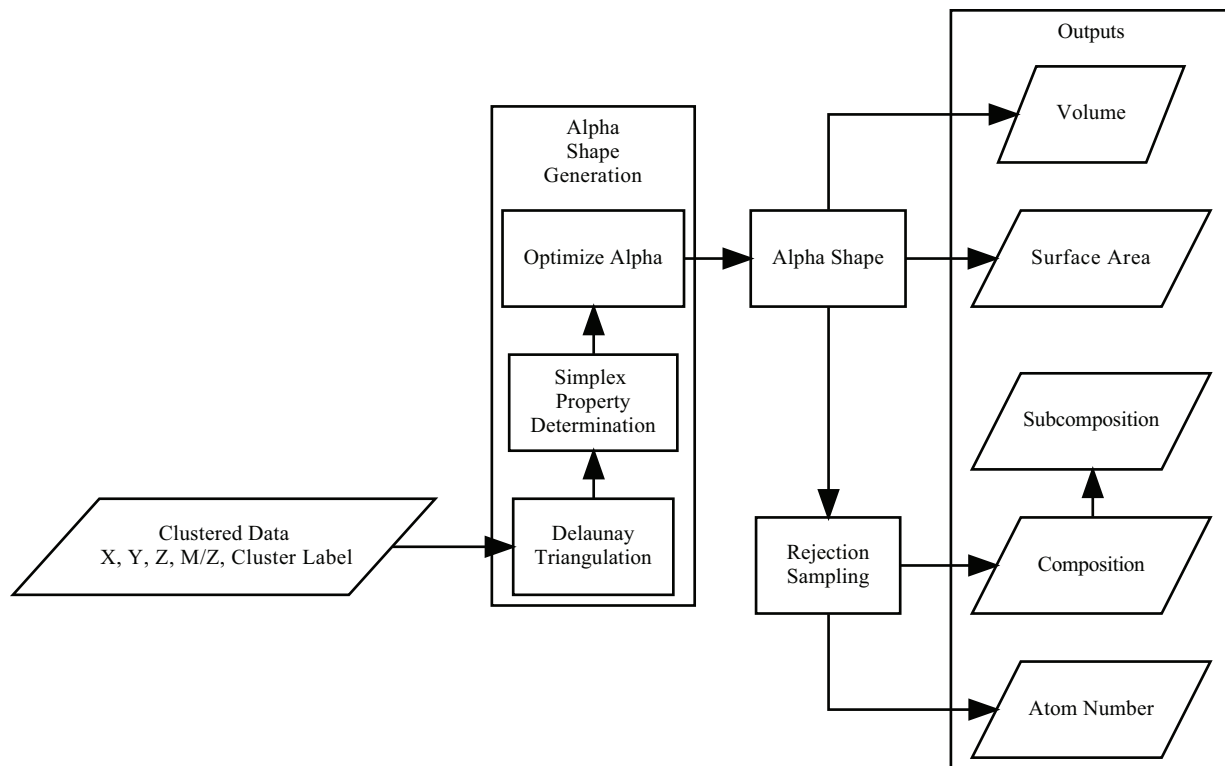 Outputs
Volume
Alpha
Shape
Generation
Optimize Alpha
Alpha Shape
Surface Area
Simplex
Property
Determination
Subcomposition
Clustered Data
X, Y, Z, M/Z, Cluster Label
Delaunay
Triangulation
Rejection
Sampling
Composition
Atom Number